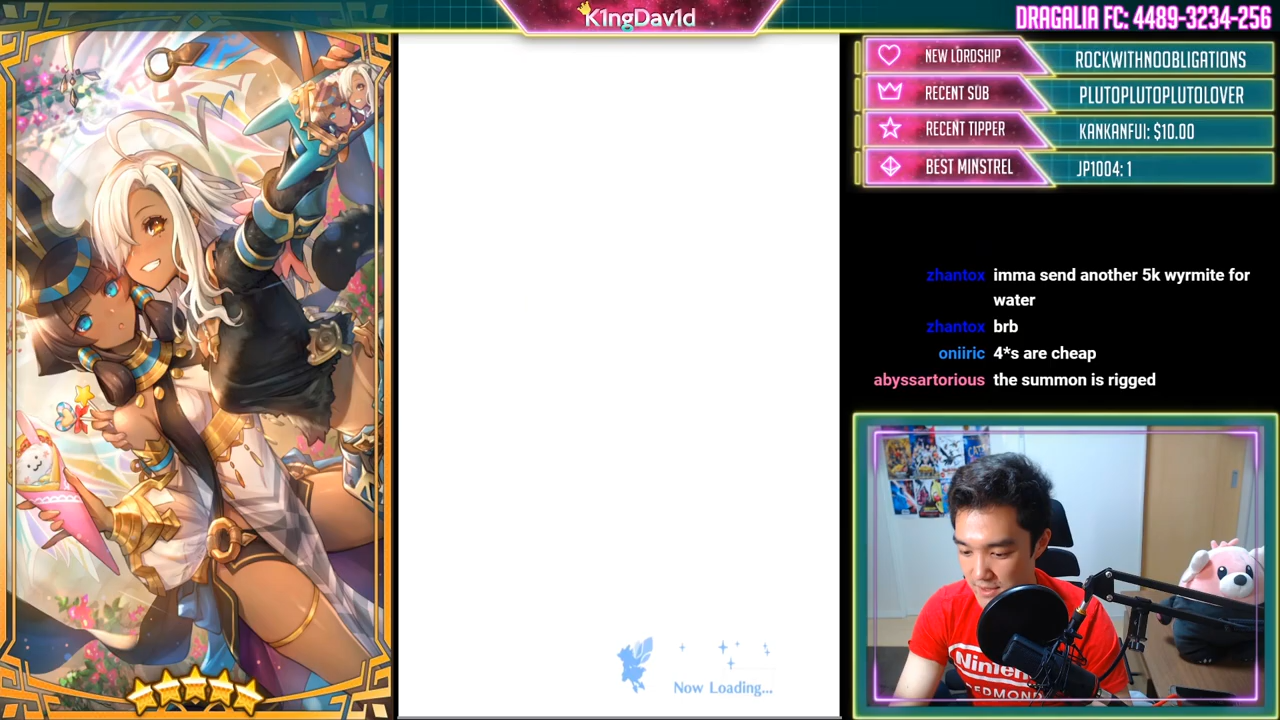 K1ngDav1d
DRAGALIA FC: 4489-3234-256
NEW LORDSHIP
ROCKWITHNOOBLIGATIONS
RECENT SUB
PLUTOPLUTOPLUTOLOVER
RECENT TIPPER
KANKANFUI: $10.00
BEST MINSTREL
JP1004: 1
zhantox imma send another 5k wyrmite for
water
zhantox brb
oniiric 4*s are cheap
abyssartorious the summon is rigged
Now Loading...
Ninten
REDMOND